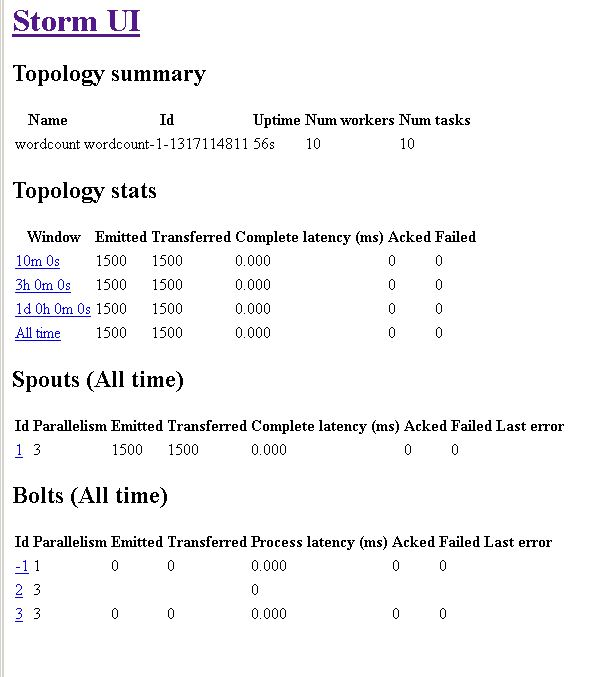 Storm UI
Topology summary
Name Id Uptime Num workers Num tasks
wordcount wordcount-1-1317114811 56s 10 10
Topology stats
Window Emitted Transferred Complete latency (ms) Acked Failed
10m 0s 1500 1500 0.000 0 0
3h 0m 0s 1500 1500 0.000 0 0
1d 0h 0m 0s 1500 1500 0.000 0 0
All time 1500 1500 0.000 0 0
Spouts (All time)
Id Parallelism Emitted Transferred Complete latency (ms) Acked Failed Last error
1 3 1500 1500 0.000 0 0
Bolts (All time)
Id Parallelism Emitted Transferred Process latency (ms) Acked Failed Last error
-1 1 0 0 0.000 0 0
2 3 0
3 3 0 0 0.000 0 0